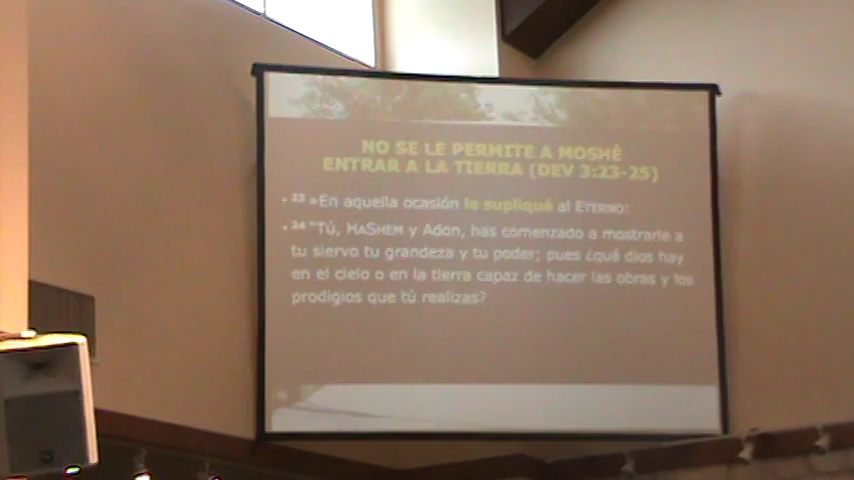 NO SE LE PERMITE A MOSHÉ
ENTRAR A LA TIERRA (DEV 3:23-25)
• 23 »En aquella ocasión le supliqué al ETERNO:
• 24 "Tú, HASHEM y Adon, has comenzado a mostrarle a
tu siervo tu grandeza y tu poder; pues ¿qué dios hay
en el cielo o en la tierra capaz de hacer las obras y los
prodigios que tú realizas?